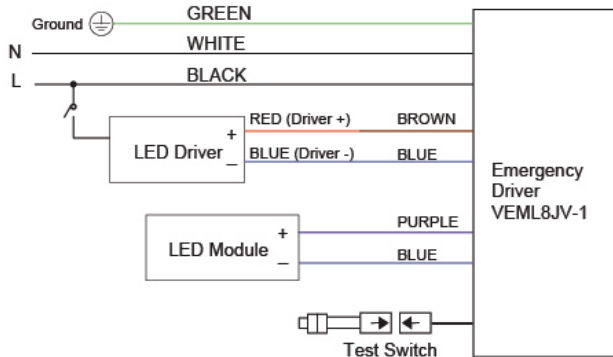 GREEN
Ground
WHITE
N
BLACK
L
RED (Driver +) BROWN
+
LED Driver
BLUE (Driver -) BLUE
–
Emergency
Driver
VEML8JV-1
PURPLE
+
LED Module
BLUE
–
Test Switch